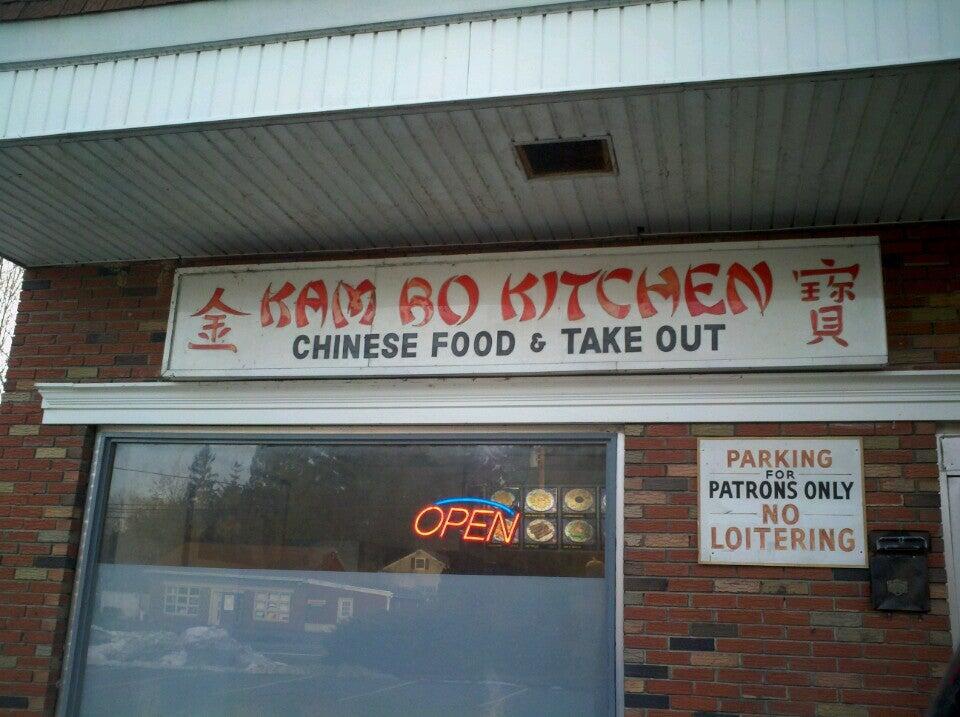 金 KAM BO KITCHEN 寶
CHINESE FOOD & TAKE OUT
OPEN
PARKING
FOR
PATRONS ONLY
NO
LOITERING